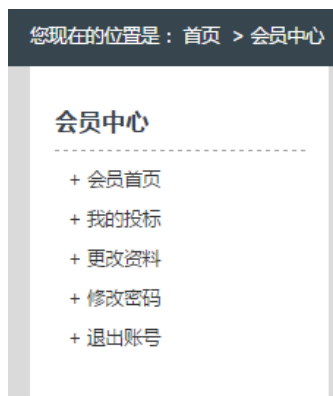 您现在的位置是： 首页 > 会员中心
会员中心
+ 会员首页
+ 我的投标
+ 更改资料
+ 修改密码
+ 退出账号